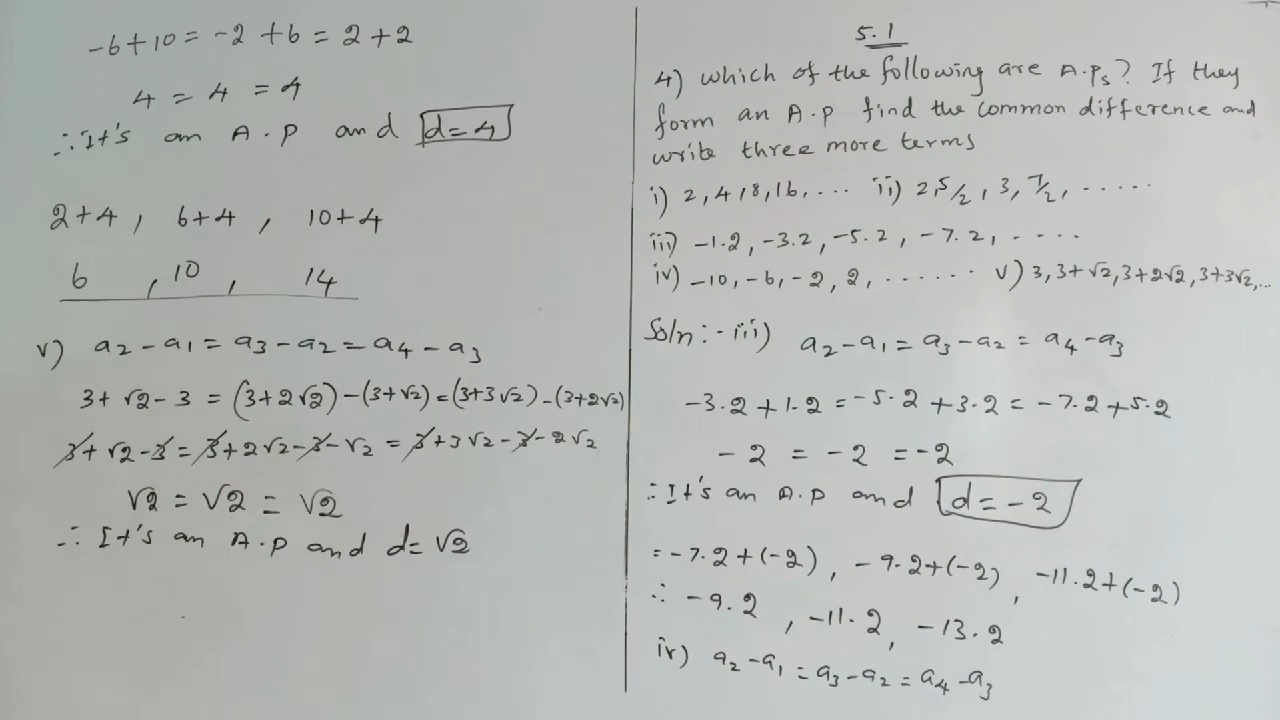 -6+10 = -2 +6 = 2+2
4 = 4 = 4
∴ It's an A.P and d=4
2+4, 6+4, 10+4
6, 10, 14
v) a2-a1 = a3-a2 = a4-a3
3+√2-3 = (3+2√2)-(3+√2) = (3+3√2)-(3+2√2)
3+√2-3 = 3+2√2-3-√2 = 3+3√2-3-2√2
√2 = √2 = √2
∴ It's an A.P and d=√2
5.1
4) which of the following are A.Ps? If they
form an A.P find the common difference and
write three more terms
i) 2,4,8,16,... ii) 2,5/2,3,7/2,.....
iii) -1.2,-3.2,-5.2,-7.2,....
iv) -10,-6,-2,2,....... v) 3,3+√2,3+2√2,3+3√2,...
Soln:- iii) a2-a1 = a3-a2 = a4-a3
-3.2+1.2 = -5.2+3.2 = -7.2+5.2
-2 = -2 = -2
∴ It's an A.P and d=-2
= -7.2+(-2), -9.2+(-2), -11.2+(-2)
∴ -9.2, -11.2, -13.2
iv) a2-a1 = a3-a2 = a4-a3